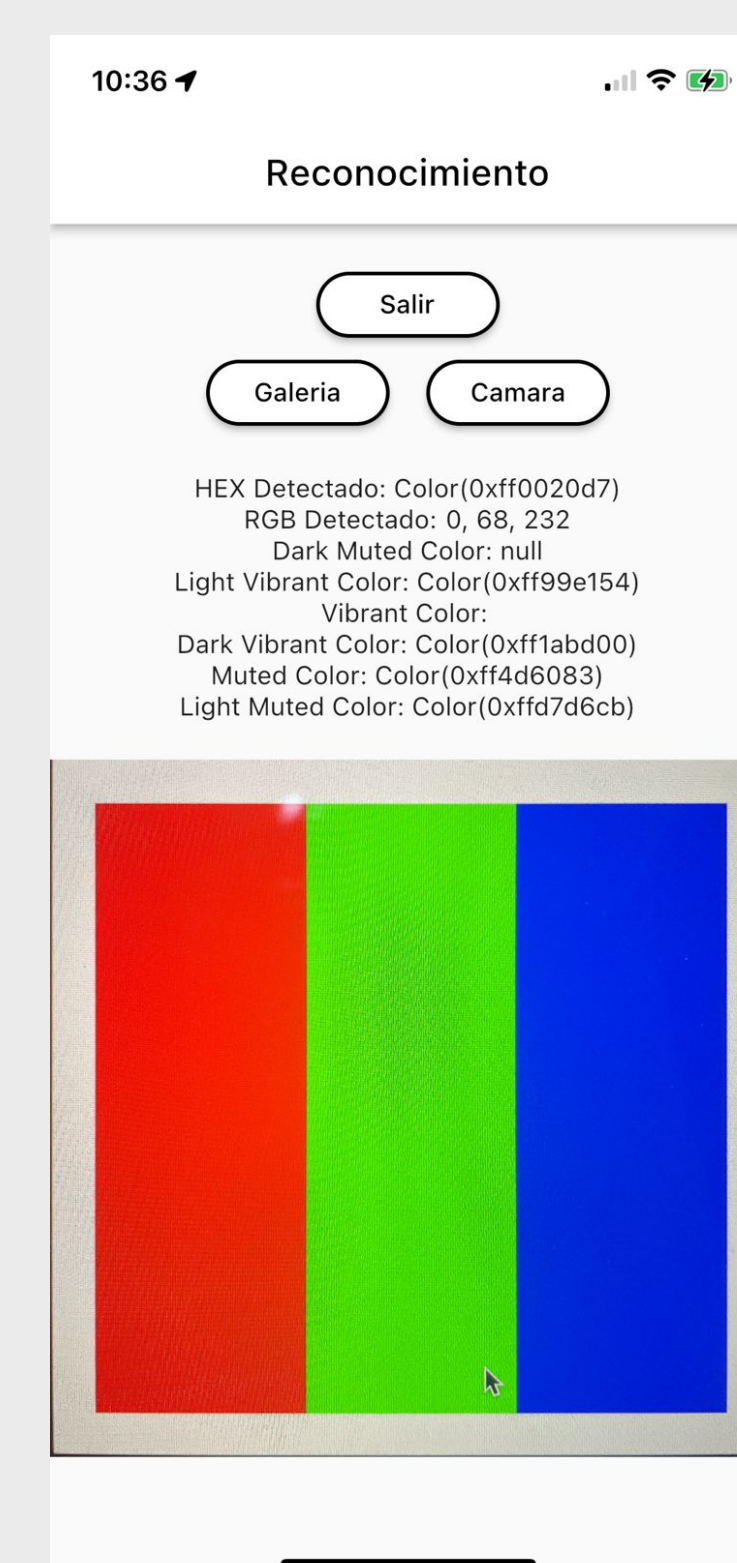 10:36
Reconocimiento
Salir
Galeria
Camara
HEX Detectado: Color(0xff0020d7)
RGB Detectado: 0, 68, 232
Dark Muted Color: null
Light Vibrant Color: Color(0xff99e154)
Vibrant Color:
Dark Vibrant Color: Color(0xff1abd00)
Muted Color: Color(0xff4d6083)
Light Muted Color: Color(0xffd7d6cb)